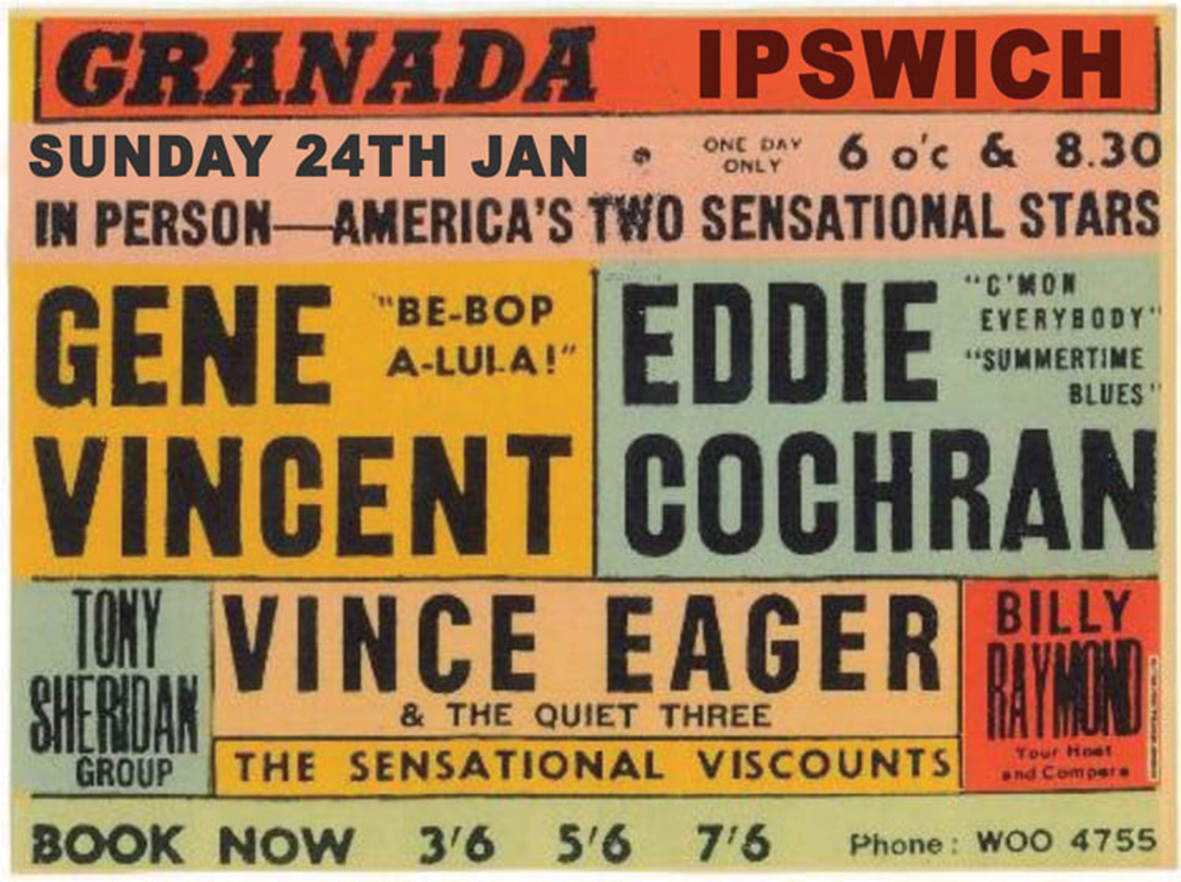 GRANADA IPSWICH
SUNDAY 24TH JAN • ONE DAY ONLY 6 o'c & 8.30
IN PERSON—AMERICA'S TWO SENSATIONAL STARS
GENE VINCENT
"BE-BOP
A-LULA!"
EDDIE COCHRAN
"C'MON
EVERYBODY"
"SUMMERTIME
BLUES"
TONY
SHERIDAN
GROUP
VINCE EAGER
& THE QUIET THREE
THE SENSATIONAL VISCOUNTS
BILLY
RAYMOND
Your Host
and Compere
BOOK NOW 3'6 5'6 7'6 Phone: WOO 4755